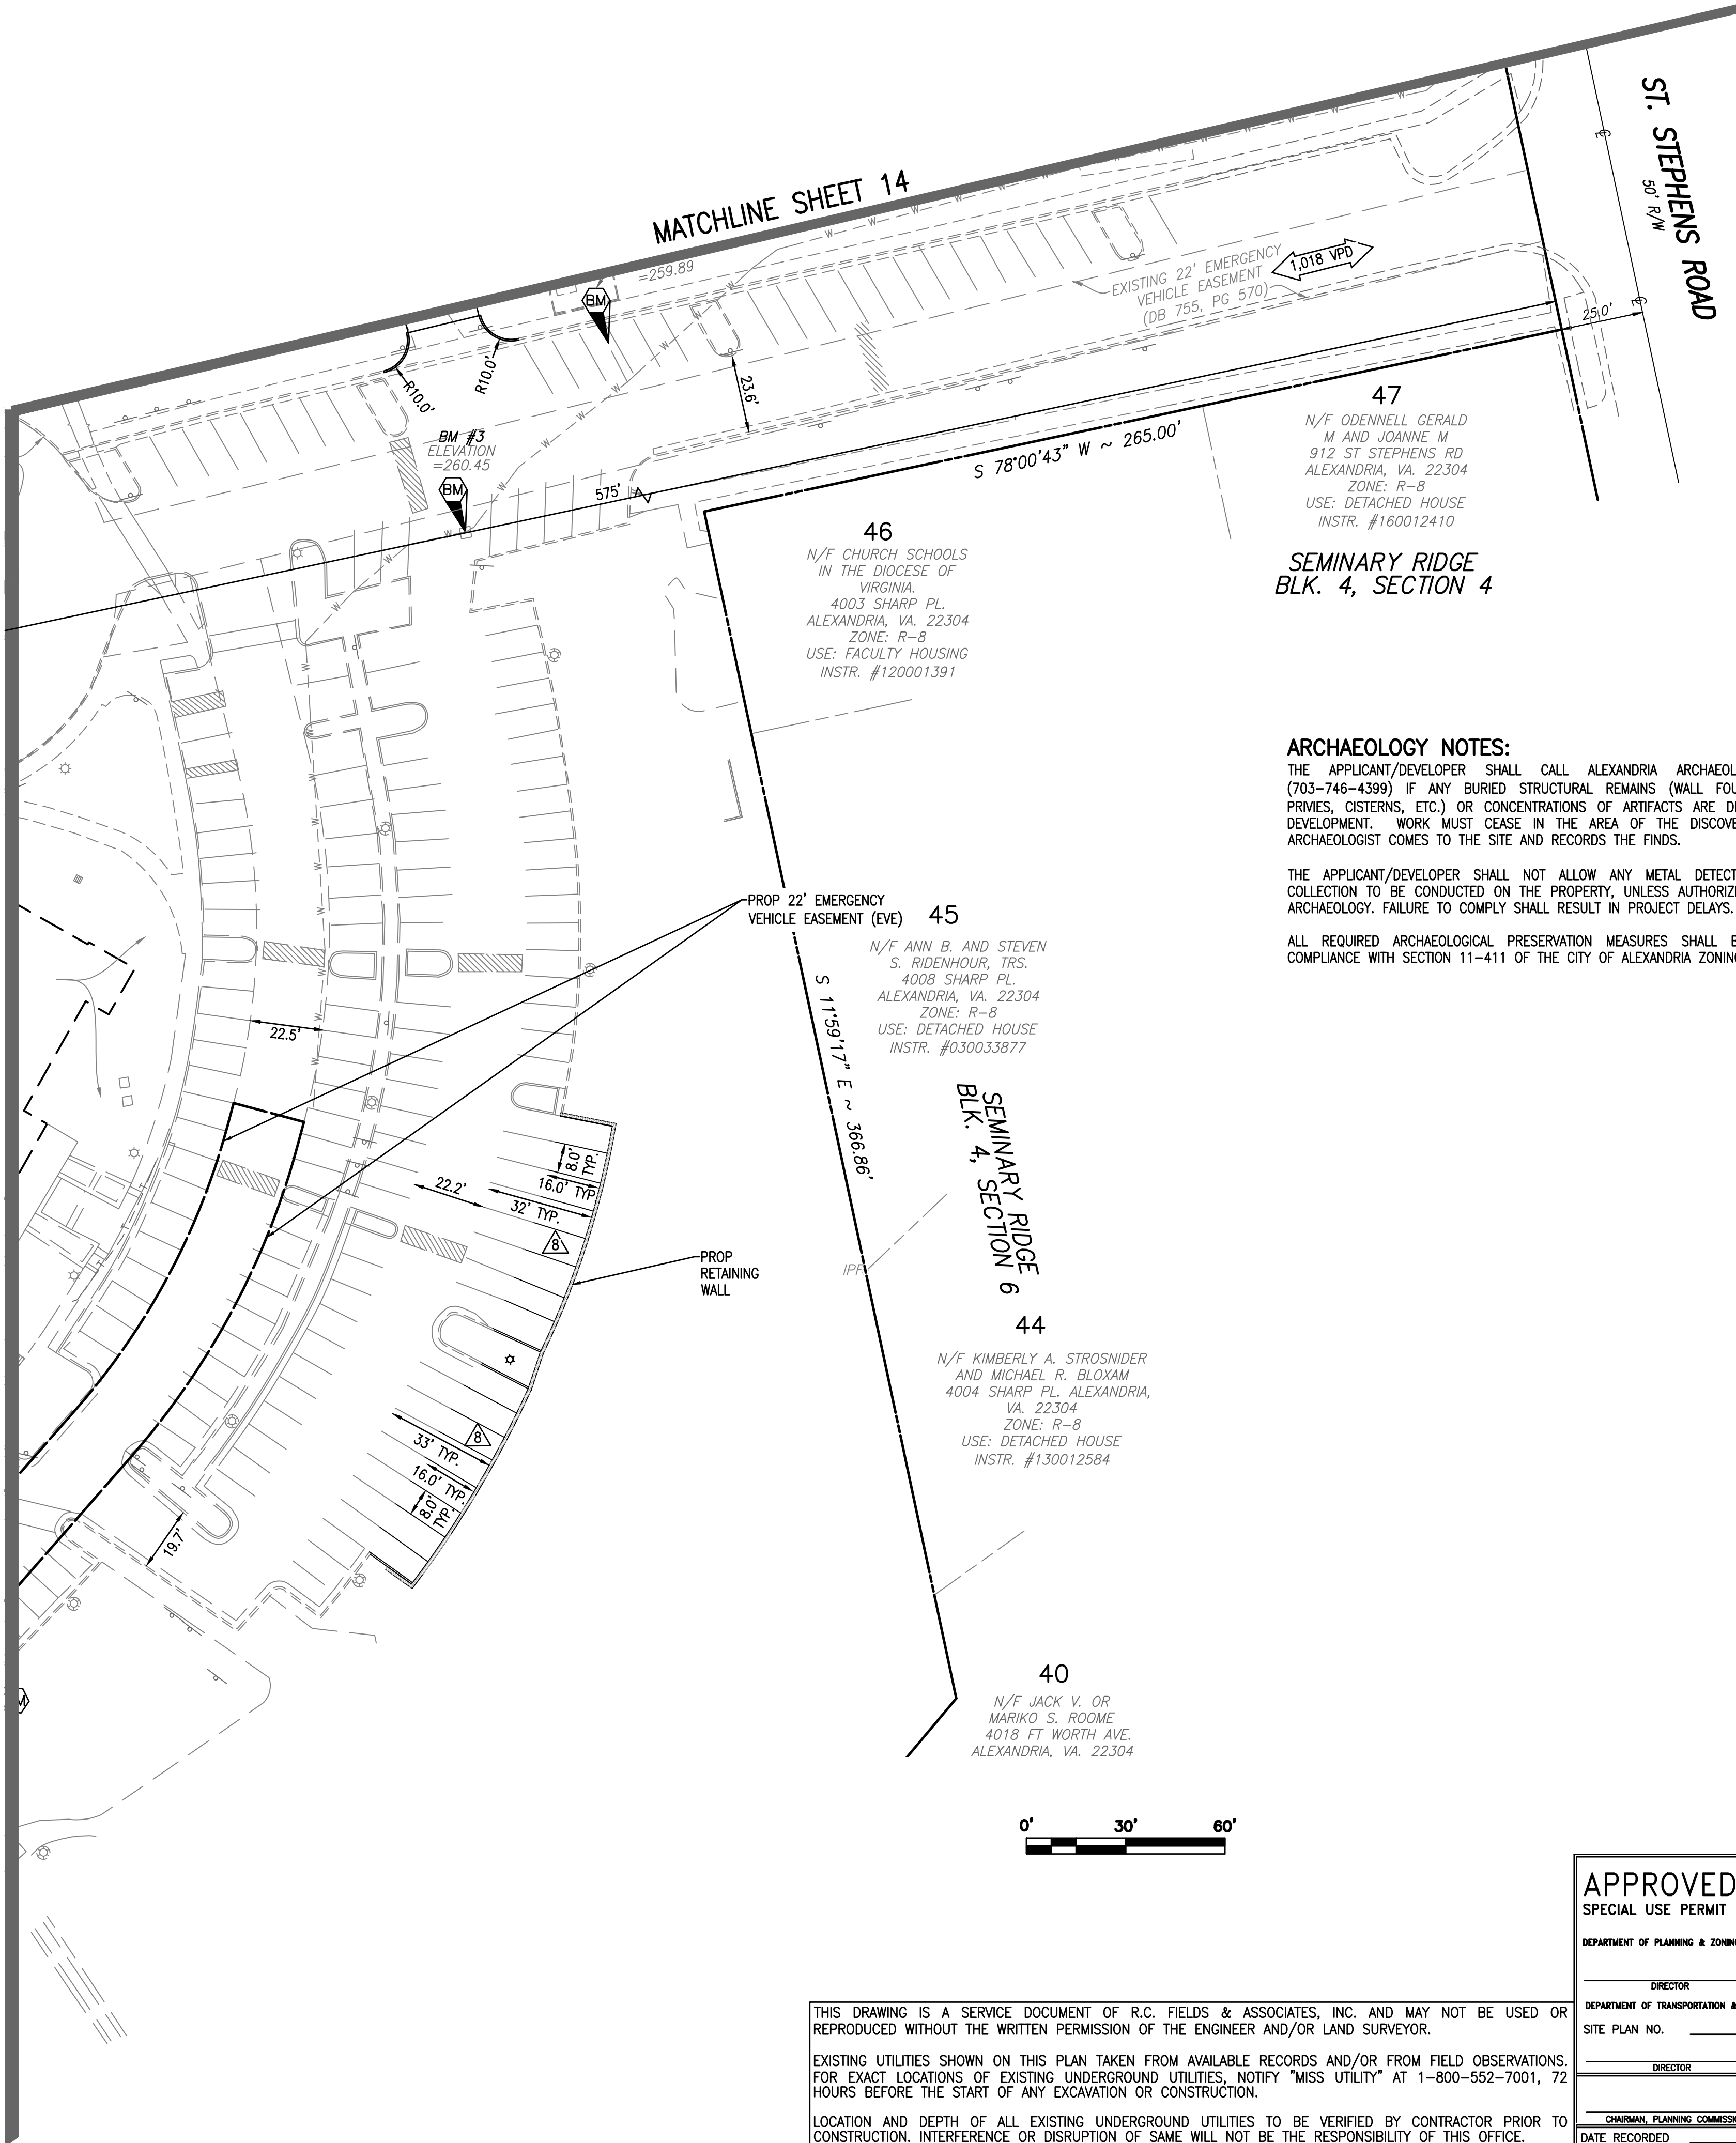 MATCHLINE SHEET 14
ST. STEPHENS ROAD
50' R/W
=259.89
BM
EXISTING 22' EMERGENCY
VEHICLE EASEMENT
(DB 755, PG 570)
1,018 VPD
25.0'
R10.0'
R10.0'
23.6'
BM #3
ELEVATION
=260.45
BM
575'
S 78°00'43" W ~ 265.00'
47
N/F ODENNELL GERALD
M AND JOANNE M
912 ST STEPHENS RD
ALEXANDRIA, VA. 22304
ZONE: R-8
USE: DETACHED HOUSE
INSTR. #160012410
SEMINARY RIDGE
BLK. 4, SECTION 4
46
N/F CHURCH SCHOOLS
IN THE DIOCESE OF
VIRGINIA.
4003 SHARP PL.
ALEXANDRIA, VA. 22304
ZONE: R-8
USE: FACULTY HOUSING
INSTR. #120001391
ARCHAEOLOGY NOTES:
THE APPLICANT/DEVELOPER SHALL CALL ALEXANDRIA ARCHAEOL
(703-746-4399) IF ANY BURIED STRUCTURAL REMAINS (WALL FOU
PRIVIES, CISTERNS, ETC.) OR CONCENTRATIONS OF ARTIFACTS ARE DI
DEVELOPMENT. WORK MUST CEASE IN THE AREA OF THE DISCOVE
ARCHAEOLOGIST COMES TO THE SITE AND RECORDS THE FINDS.
THE APPLICANT/DEVELOPER SHALL NOT ALLOW ANY METAL DETECT
COLLECTION TO BE CONDUCTED ON THE PROPERTY, UNLESS AUTHORIZ
ARCHAEOLOGY. FAILURE TO COMPLY SHALL RESULT IN PROJECT DELAYS.
ALL REQUIRED ARCHAEOLOGICAL PRESERVATION MEASURES SHALL B
COMPLIANCE WITH SECTION 11-411 OF THE CITY OF ALEXANDRIA ZONIN
PROP 22' EMERGENCY
VEHICLE EASEMENT (EVE)
45
N/F ANN B. AND STEVEN
S. RIDENHOUR, TRS.
4008 SHARP PL.
ALEXANDRIA, VA. 22304
ZONE: R-8
USE: DETACHED HOUSE
INSTR. #030033877
S 11°59'17" E ~ 366.86'
22.5'
SEMINARY RIDGE
BLK. 4, SECTION 6
8.0'
TYP.
16.0' TYP.
22.2'
32' TYP.
8
PROP
RETAINING
WALL
IPF
44
N/F KIMBERLY A. STROSNIDER
AND MICHAEL R. BLOXAM
4004 SHARP PL. ALEXANDRIA,
VA. 22304
ZONE: R-8
USE: DETACHED HOUSE
INSTR. #130012584
8
33' TYP.
16.0' TYP.
8.0'
TYP.
19.7'
40
N/F JACK V. OR
MARIKO S. ROOME
4018 FT WORTH AVE.
ALEXANDRIA, VA. 22304
0' 30' 60'
APPROVED
SPECIAL USE PERMIT
DEPARTMENT OF PLANNING & ZONING
DIRECTOR
DEPARTMENT OF TRANSPORTATION &
SITE PLAN NO.
DIRECTOR
CHAIRMAN, PLANNING COMMISSI
DATE RECORDED
THIS DRAWING IS A SERVICE DOCUMENT OF R.C. FIELDS & ASSOCIATES, INC. AND MAY NOT BE USED OR
REPRODUCED WITHOUT THE WRITTEN PERMISSION OF THE ENGINEER AND/OR LAND SURVEYOR.
EXISTING UTILITIES SHOWN ON THIS PLAN TAKEN FROM AVAILABLE RECORDS AND/OR FROM FIELD OBSERVATIONS.
FOR EXACT LOCATIONS OF EXISTING UNDERGROUND UTILITIES, NOTIFY "MISS UTILITY" AT 1-800-552-7001, 72
HOURS BEFORE THE START OF ANY EXCAVATION OR CONSTRUCTION.
LOCATION AND DEPTH OF ALL EXISTING UNDERGROUND UTILITIES TO BE VERIFIED BY CONTRACTOR PRIOR TO
CONSTRUCTION. INTERFERENCE OR DISRUPTION OF SAME WILL NOT BE THE RESPONSIBILITY OF THIS OFFICE.